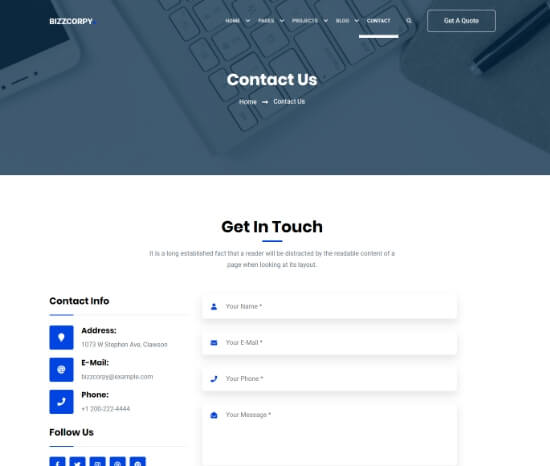 BIZZCORPY
HOME PAGES PROJECTS BLOG CONTACT Get A Quote
Contact Us
Home → Contact Us
Get In Touch
It is a long established fact that a reader will be distracted by the readable content of a
page when looking at its layout.
Contact Info
Address:
1073 W Stephen Ave, Clawson
E-Mail:
bizzcorpy@example.com
Phone:
+1 200-222-4444
Follow Us
Your Name *
Your E-Mail *
Your Phone *
Your Message *